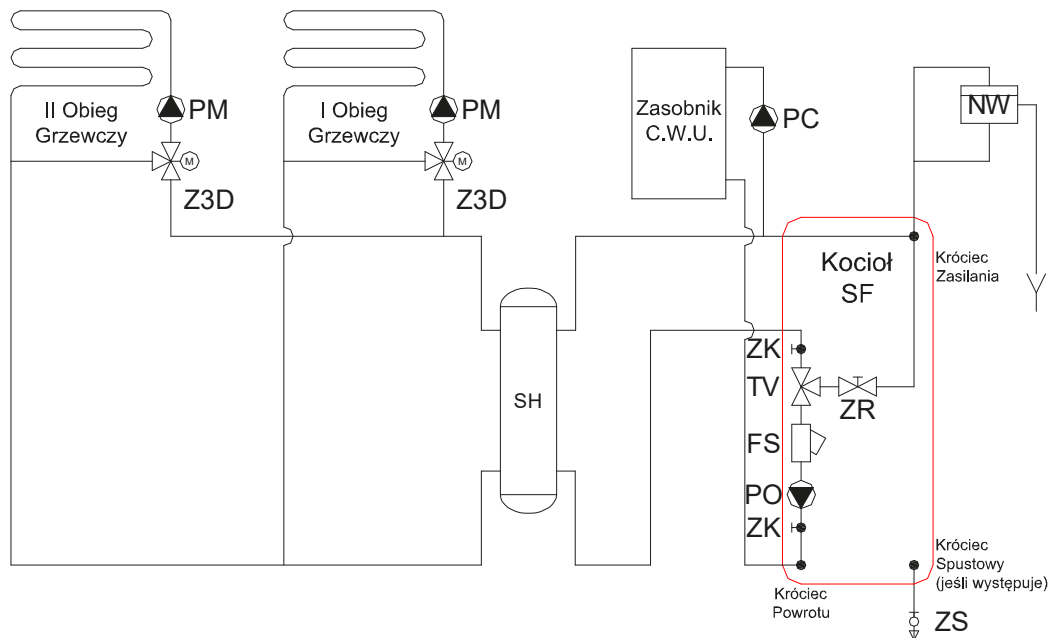 II Obieg
Grzewczy
PM
M
Z3D
I Obieg
Grzewczy
PM
M
Z3D
Zasobnik
C.W.U.
PC
NW
Kocioł
SF
Króciec
Zasilania
ZK
TV
ZR
SH
FS
PO
ZK
Króciec
Powrotu
Króciec
Spustowy
(jeśli występuje)
ZS